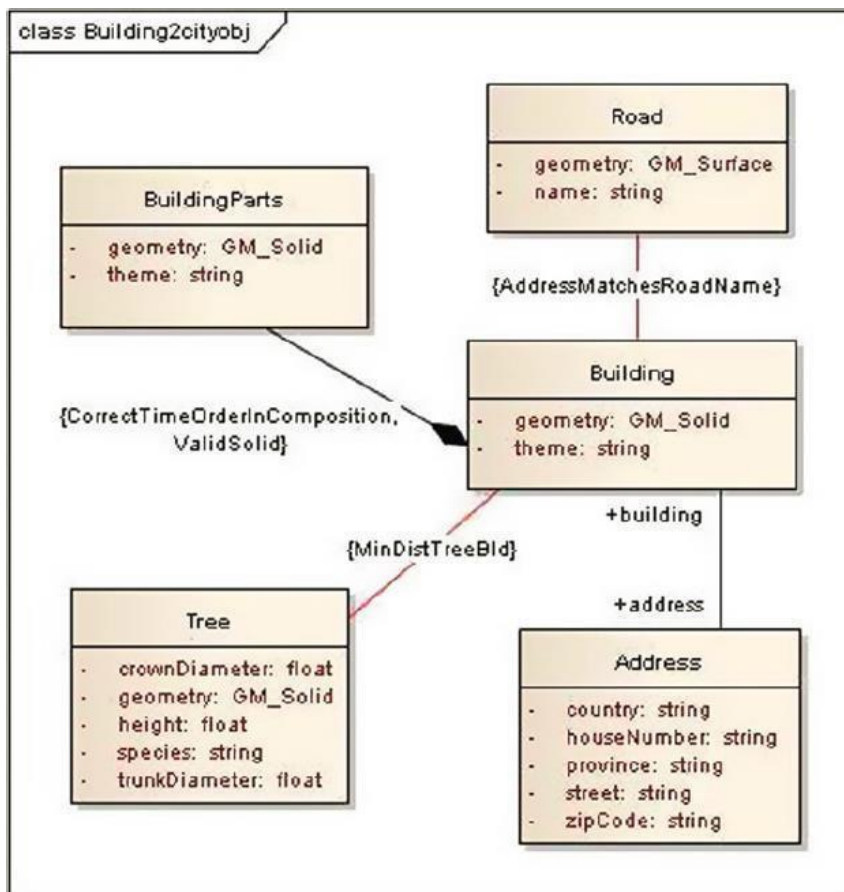 class Building2cityobj
Road
- geometry: GM_Surface
- name: string
BuildingParts
- geometry: GM_Solid
- theme: string
{AddressMatchesRoadName}
Building
- geometry: GM_Solid
- theme: string
{CorrectTimeOrderInComposition,
ValidSolid}
+building
{MinDistTreeBld}
+address
Tree
- crownDiameter: float
- geometry: GM_Solid
- height: float
- species: string
- trunkDiameter: float
Address
- country: string
- houseNumber: string
- province: string
- street: string
- zipCode: string